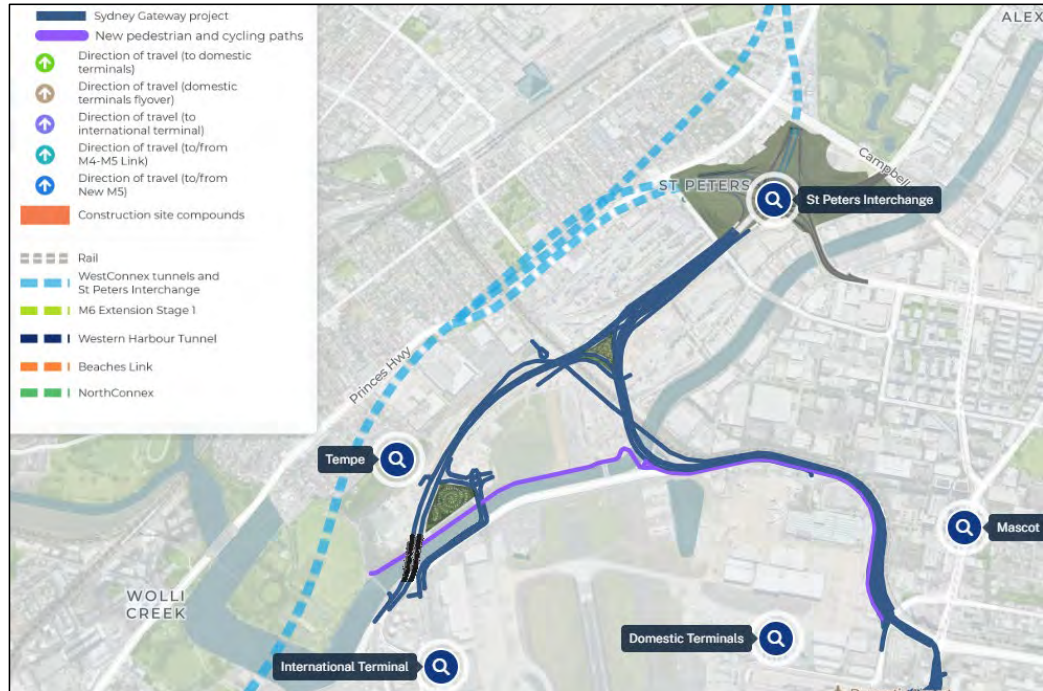 Sydney Gateway project
New pedestrian and cycling paths
Direction of travel (to domestic
terminals)
Direction of travel (domestic
terminals flyover)
Direction of travel (to
international terminal)
Direction of travel (to/from
M4-M5 Link)
Direction of travel (to/from
New M5)
Construction site compounds
Rail
WestConnex tunnels and
St Peters Interchange
M6 Extension Stage 1
Western Harbour Tunnel
Beaches Link
NorthConnex
ALEX
Campbell
ST PETERS
St Peters Interchange
Princes Hwy
Tempe
Mascot
WOLLI
CREEK
Domestic Terminals
International Terminal